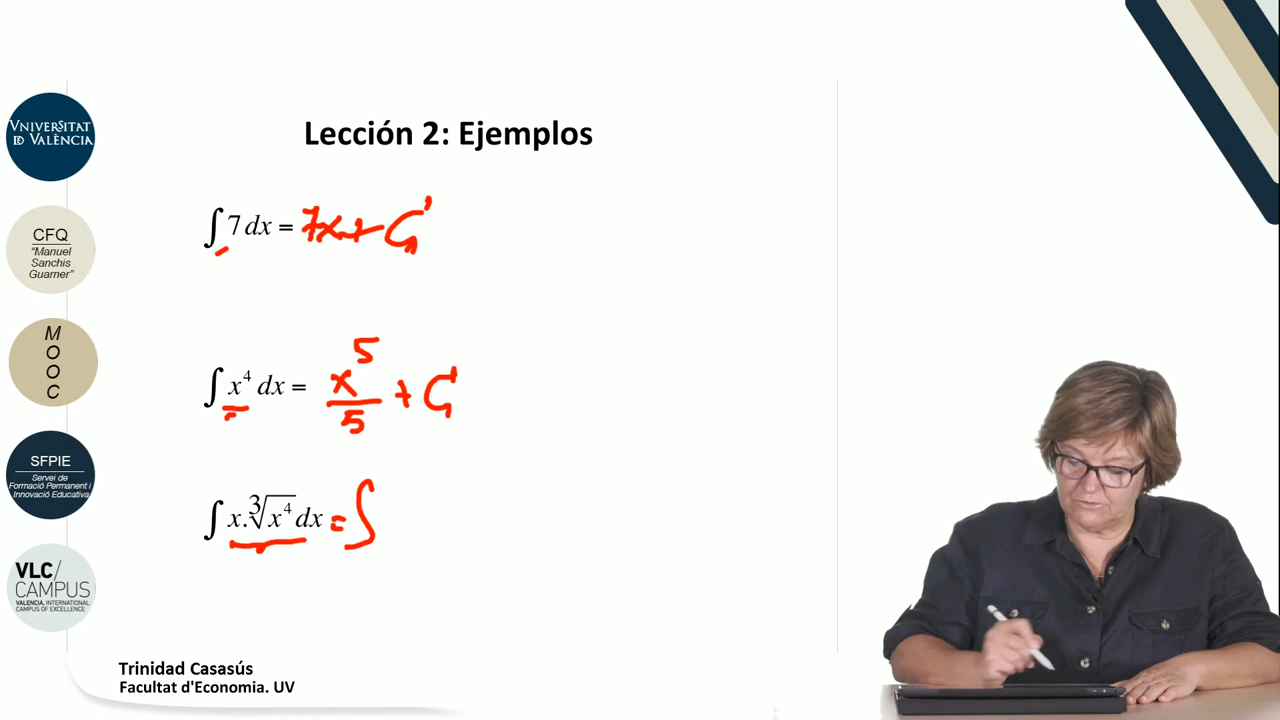 Lección 2: Ejemplos
VNIVERSITAT
ID VALÈNCIA
∫ 7 dx = 7x + C
CFQ
"Manuel
Sanchis
Guarner"
M
O
O
C
∫ x⁴ dx = x⁵/5 + C
SFPIE
Servei de
Formació Permanent i
Innovació Educativa
∫ x.∛x⁴ dx = ∫
VLC/
CAMPUS
VALENCIA, INTERNATIONAL
CAMPUS OF EXCELLENCE
Trinidad Casasús
Facultat d'Economia. UV